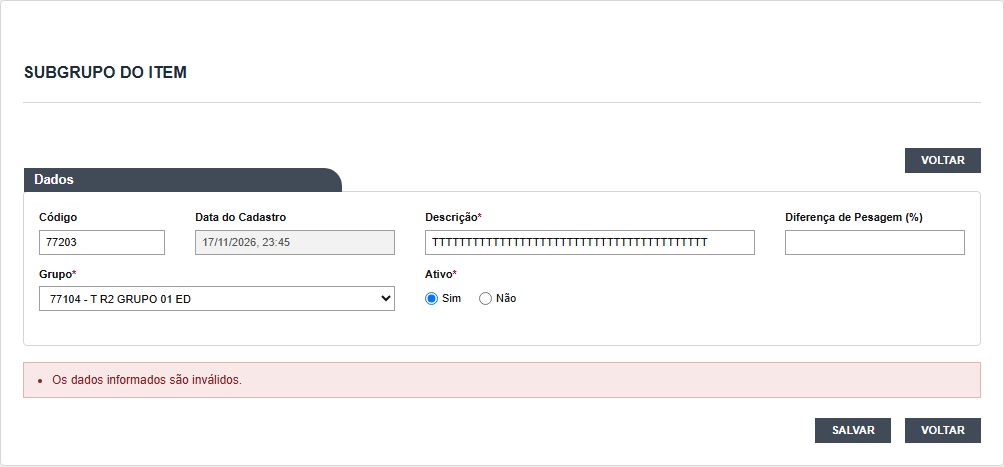 SUBGRUPO DO ITEM
VOLTAR
Dados
Código
Data do Cadastro
Descrição*
Diferença de Pesagem (%)
77203
17/11/2026, 23:45
TTTTTTTTTTTTTTTTTTTTTTTTTTTTTTTTTTTTTTTTT
Grupo*
Ativo*
77104 - T R2 GRUPO 01 ED
Sim
Não
• Os dados informados são inválidos.
SALVAR
VOLTAR